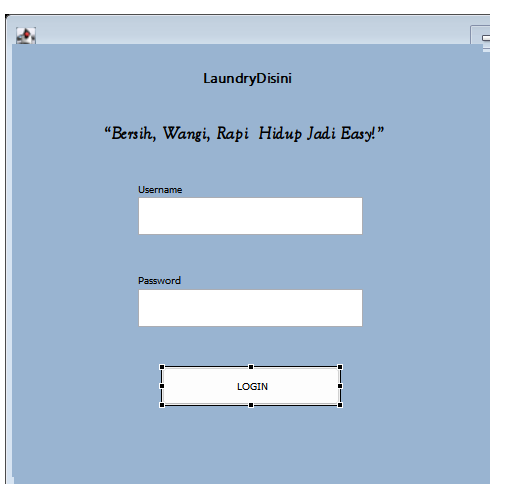 LaundryDisini
“Bersih, Wangi, Rapi  Hidup Jadi Easy!”
Username
Password
LOGIN